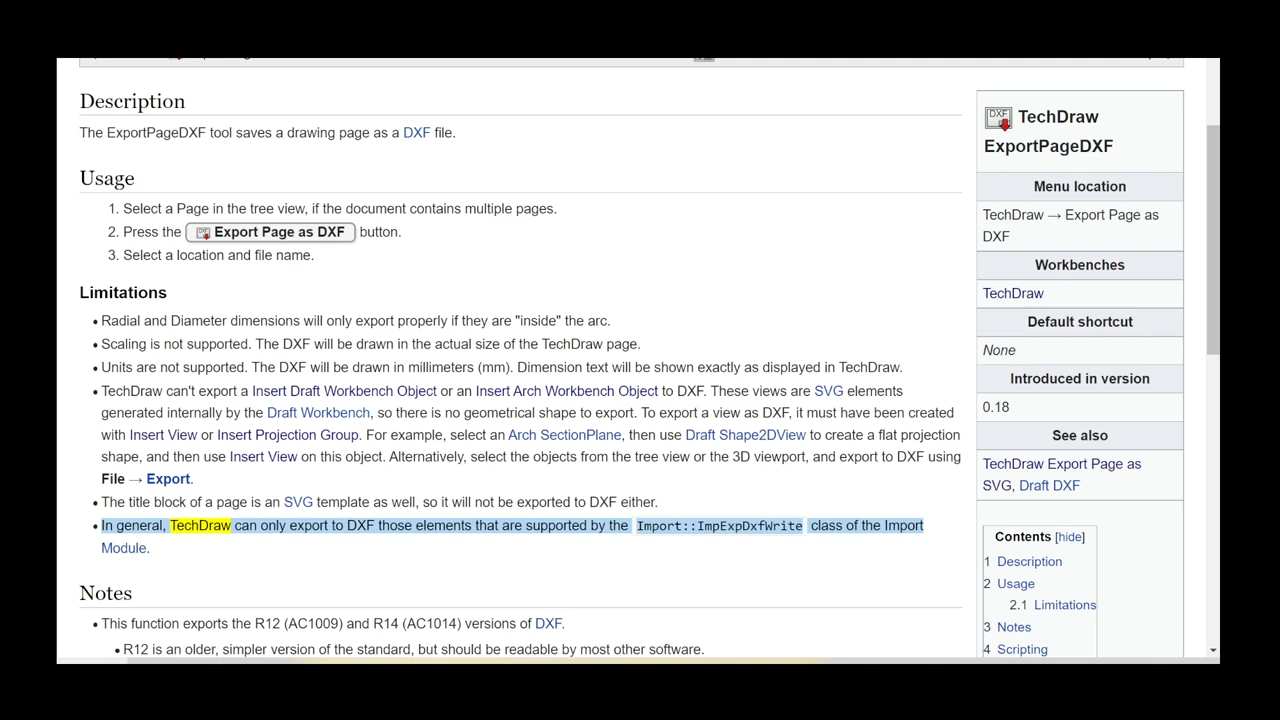 Description
The ExportPageDXF tool saves a drawing page as a DXF file.
Usage
1. Select a Page in the tree view, if the document contains multiple pages.
2. Press the Export Page as DXF button.
3. Select a location and file name.
Limitations
• Radial and Diameter dimensions will only export properly if they are "inside" the arc.
• Scaling is not supported. The DXF will be drawn in the actual size of the TechDraw page.
• Units are not supported. The DXF will be drawn in millimeters (mm). Dimension text will be shown exactly as displayed in TechDraw.
• TechDraw can't export a Insert Draft Workbench Object or an Insert Arch Workbench Object to DXF. These views are SVG elements
generated internally by the Draft Workbench, so there is no geometrical shape to export. To export a view as DXF, it must have been created
with Insert View or Insert Projection Group. For example, select an Arch SectionPlane, then use Draft Shape2DView to create a flat projection
shape, and then use Insert View on this object. Alternatively, select the objects from the tree view or the 3D viewport, and export to DXF using
File → Export.
• The title block of a page is an SVG template as well, so it will not be exported to DXF either.
• In general, TechDraw can only export to DXF those elements that are supported by the Import::ImpExpDxfWrite class of the Import
Module.
Notes
• This function exports the R12 (AC1009) and R14 (AC1014) versions of DXF.
• R12 is an older, simpler version of the standard, but should be readable by most other software.
DXF TechDraw
ExportPageDXF
Menu location
TechDraw → Export Page as
DXF
Workbenches
TechDraw
Default shortcut
None
Introduced in version
0.18
See also
TechDraw Export Page as
SVG, Draft DXF
Contents [hide]
1 Description
2 Usage
2.1 Limitations
3 Notes
4 Scripting